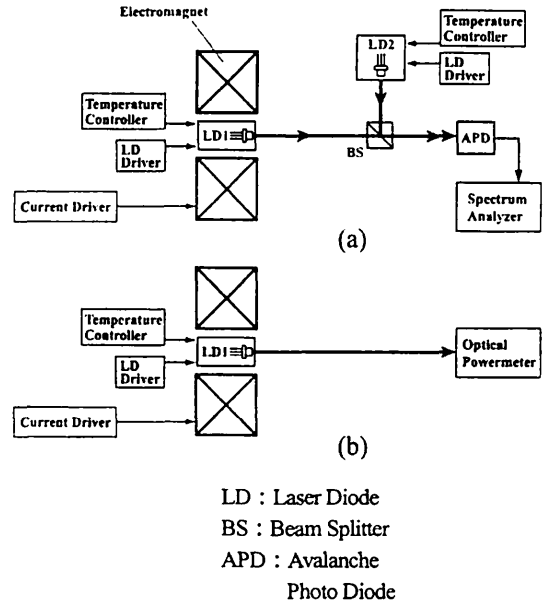 Electromagnet
Temperature
Controller
LD2
LD
Driver
Temperature
Controller
LD1
LD
Driver
BS
APD
Current Driver
Spectrum
Analyzer
(a)
Temperature
Controller
LD1
LD
Driver
Optical
Powermeter
Current Driver
(b)
LD : Laser Diode
BS : Beam Splitter
APD : Avalanche
Photo Diode